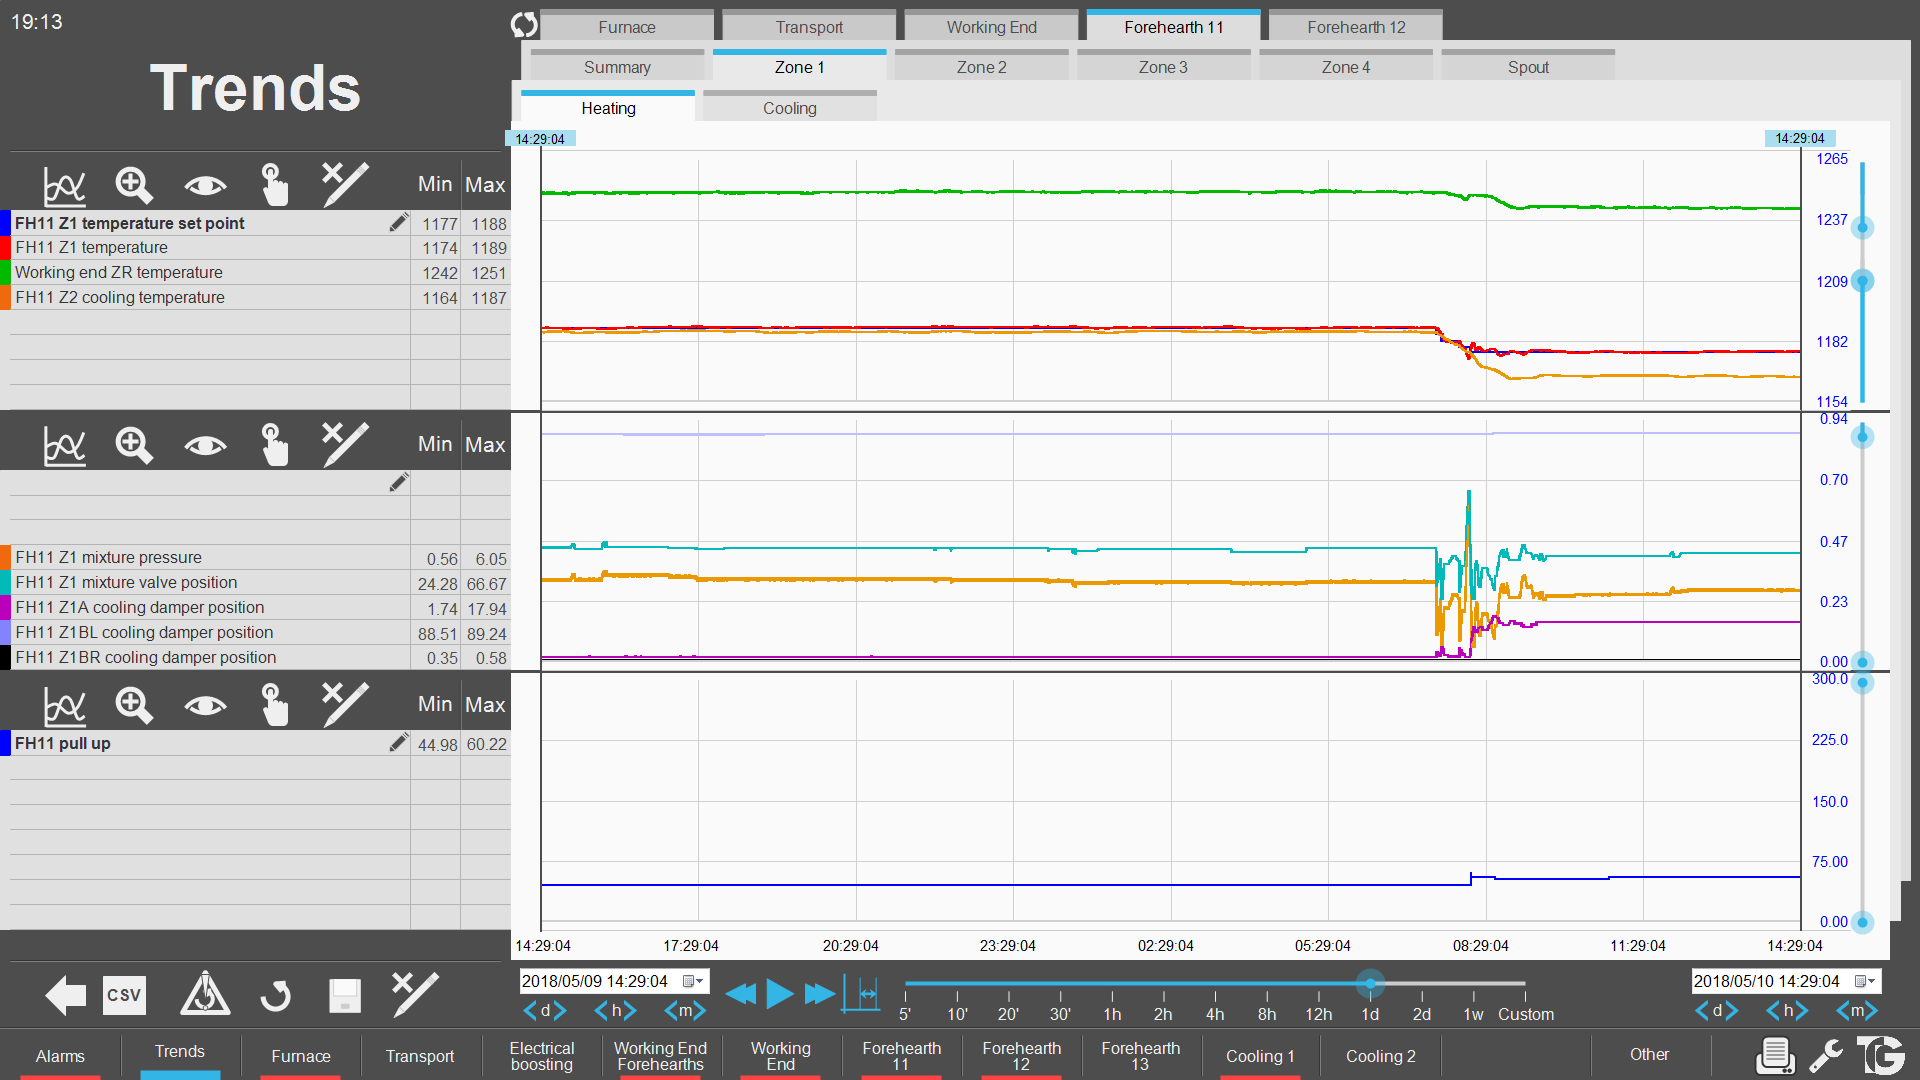 19:13
Trends
Furnace
Transport
Working End
Forehearth 11
Forehearth 12
Summary
Zone 1
Zone 2
Zone 3
Zone 4
Spout
Heating
Cooling
14:29:04
14:29:04
Min Max
FH11 Z1 temperature set point 1177 1188
FH11 Z1 temperature 1174 1189
Working end ZR temperature 1242 1251
FH11 Z2 cooling temperature 1164 1187
1265
1237
1209
1182
1154
Min Max
FH11 Z1 mixture pressure 0.56 6.05
FH11 Z1 mixture valve position 24.28 66.67
FH11 Z1A cooling damper position 1.74 17.94
FH11 Z1BL cooling damper position 88.51 89.24
FH11 Z1BR cooling damper position 0.35 0.58
0.94
0.70
0.47
0.23
0.00
Min Max
FH11 pull up 44.98 60.22
300.0
225.0
150.0
75.00
0.00
14:29:04 17:29:04 20:29:04 23:29:04 02:29:04 05:29:04 08:29:04 11:29:04 14:29:04
CSV
2018/05/09 14:29:04
d h m
5' 10' 20' 30' 1h 2h 4h 8h 12h 1d 2d 1w Custom
2018/05/10 14:29:04
d h m
Alarms
Trends
Furnace
Transport
Electrical
boosting
Working End
Forehearths
Working
End
Forehearth
11
Forehearth
12
Forehearth
13
Cooling 1
Cooling 2
Other
TG